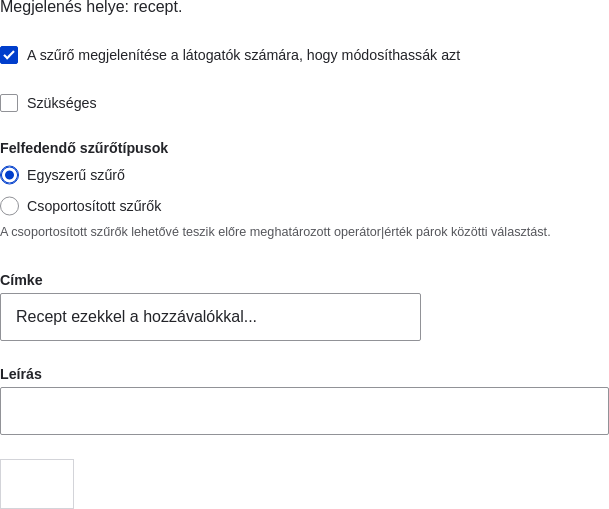 Megjelenés helye: recept.
A szűrő megjelenítése a látogatók számára, hogy módosíthassák azt
Szükséges
Felfedendő szűrőtípusok
Egyszerű szűrő
Csoportosított szűrők
A csoportosított szűrők lehetővé teszik előre meghatározott operátor|érték párok közötti választást.
Címke
Recept ezekkel a hozzávalókkal...
Leírás